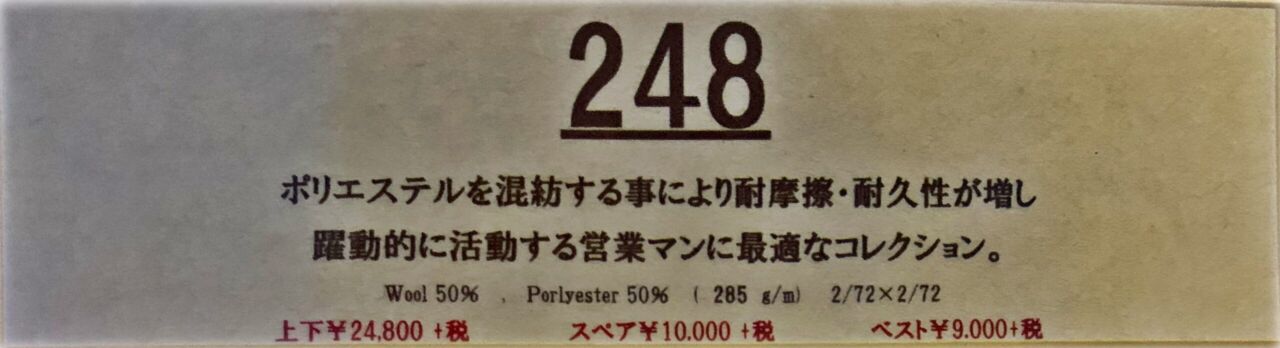 248
ポリエステルを混紡する事により耐摩擦・耐久性が増し
躍動的に活動する営業マンに最適なコレクション。
Wool 50% , Porlyester 50% ( 285 g/m) 2/72×2/72
上下¥24,800 +税 スペア¥10,000 +税 ベスト¥9.000+税